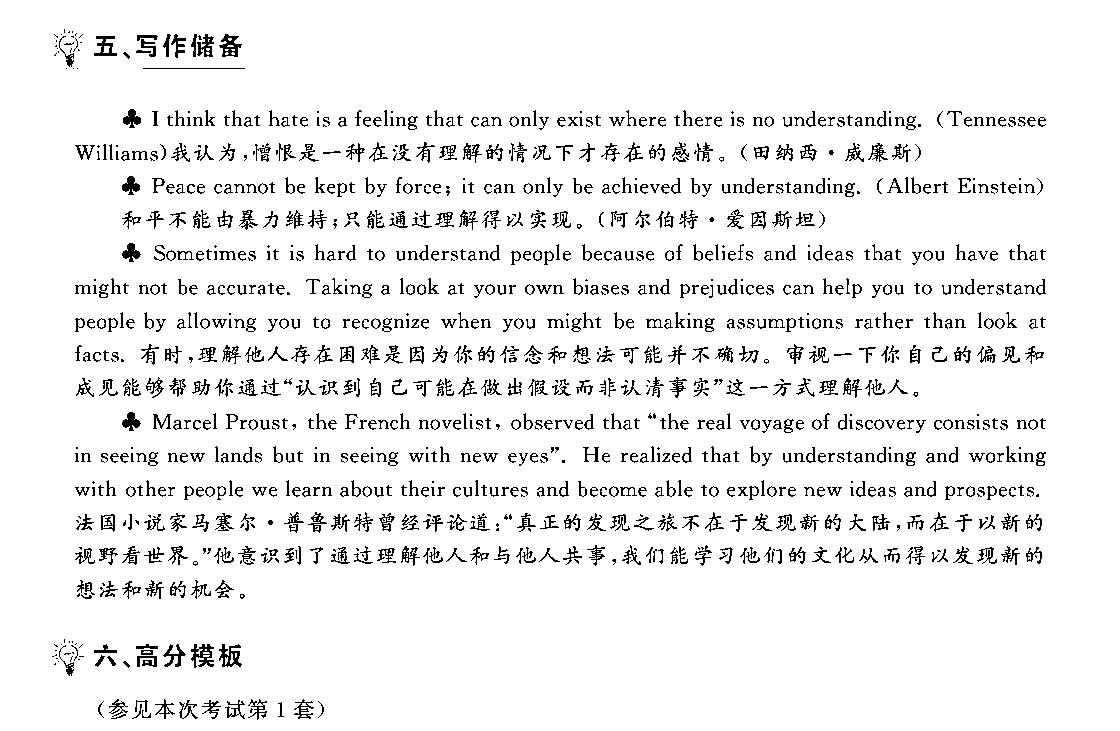 五、写作储备
♣ I think that hate is a feeling that can only exist where there is no understanding.（Tennessee
Williams)我认为,憎恨是一种在没有理解的情况下才存在的感情。（田纳西·威廉斯）
♣ Peace cannot be kept by force; it can only be achieved by understanding.（Albert Einstein）
和平不能由暴力维持;只能通过理解得以实现。（阿尔伯特·爱因斯坦）
♣ Sometimes it is hard to understand people because of beliefs and ideas that you have that
might not be accurate. Taking a look at your own biases and prejudices can help you to understand
people by allowing you to recognize when you might be making assumptions rather than look at
facts. 有时,理解他人存在困难是因为你的信念和想法可能并不确切。审视一下你自己的偏见和
成见能够帮助你通过“认识到自己可能在做出假设而非认清事实”这一方式理解他人。
♣ Marcel Proust, the French novelist, observed that “the real voyage of discovery consists not
in seeing new lands but in seeing with new eyes”. He realized that by understanding and working
with other people we learn about their cultures and become able to explore new ideas and prospects.
法国小说家马塞尔·普鲁斯特曾经评论道:“真正的发现之旅不在于发现新的大陆,而在于以新的
视野看世界。”他意识到了通过理解他人和与他人共事,我们能学习他们的文化从而得以发现新的
想法和新的机会。
六、高分模板
（参见本次考试第 1 套）